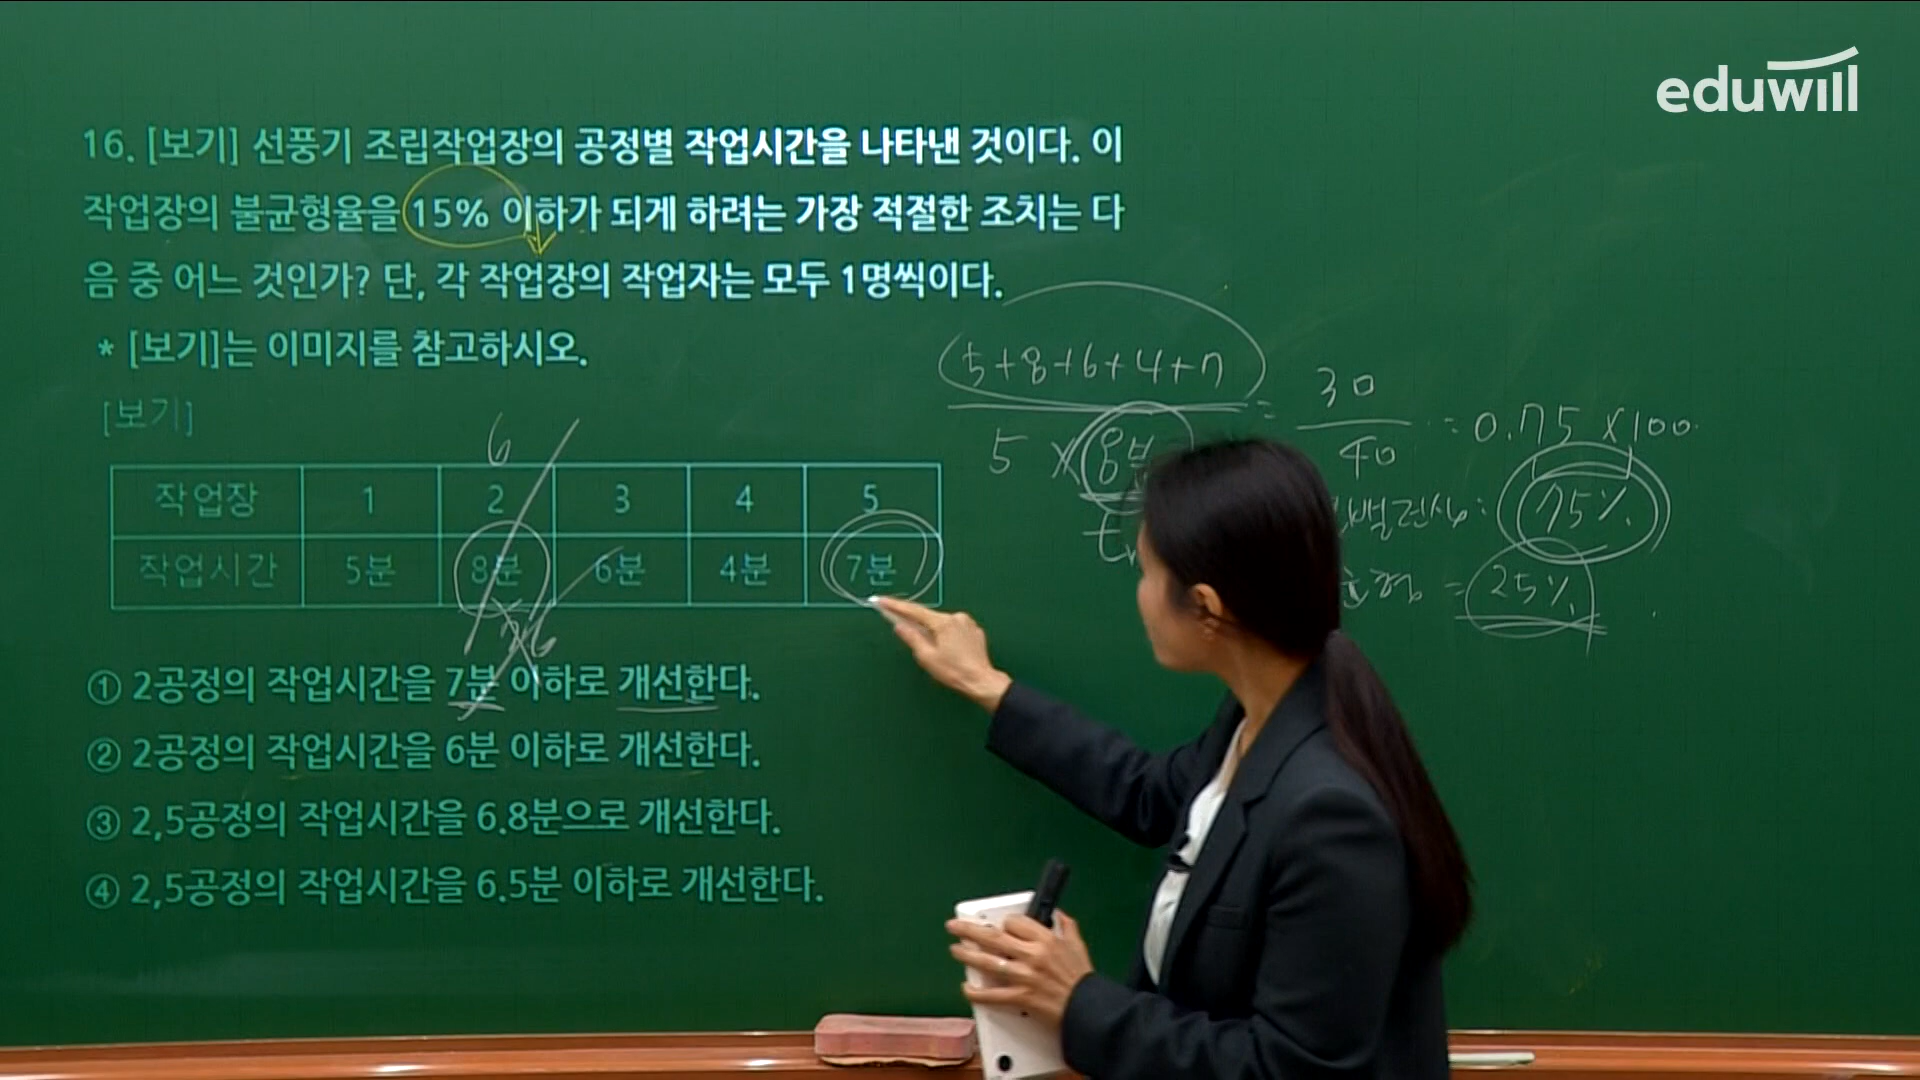 eduwill
16. [보기] 선풍기 조립작업장의 공정별 작업시간을 나타낸 것이다. 이
작업장의 불균형율을 15% 이하가 되게 하려는 가장 적절한 조치는 다
음 중 어느 것인가? 단, 각 작업장의 작업자는 모두 1명씩이다.
* [보기]는 이미지를 참고하시오.
[보기]
6
작업장 1 2 3 4 5
작업시간 5분 8분 6분 4분 7분
① 2공정의 작업시간을 7분 이하로 개선한다.
② 2공정의 작업시간을 6분 이하로 개선한다.
③ 2,5공정의 작업시간을 6.8분으로 개선한다.
④ 2,5공정의 작업시간을 6.5분 이하로 개선한다.
(5+8+6+4+7) = 30 = 0.75 × 100
5 × 8분 40
75%
= 25%